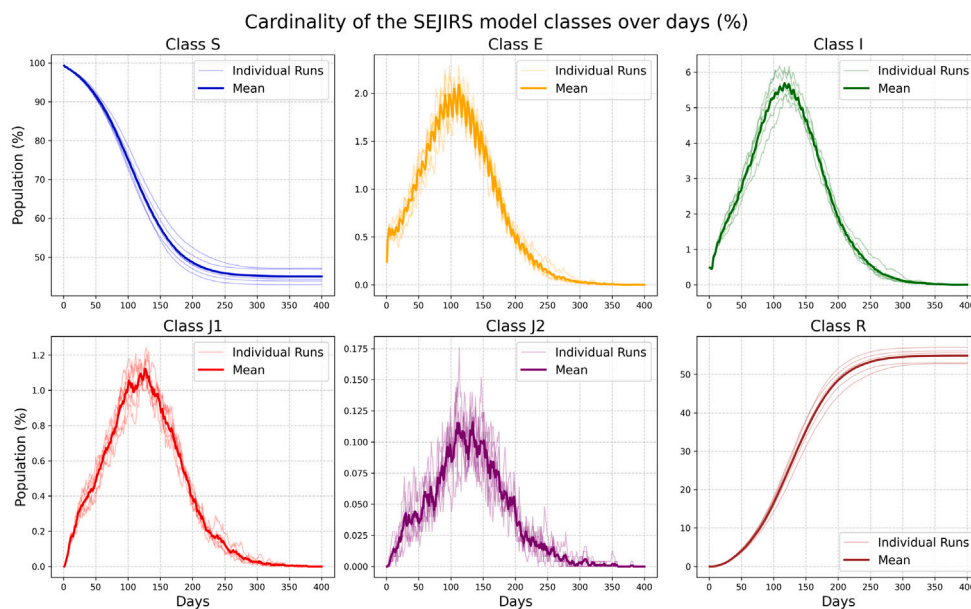 Cardinality of the SEJIRS model classes over days (%)
Class S
Class E
Class I
Population (%)
100
90
80
70
60
50
Individual Runs
Mean
0 50 100 150 200 250 300 350 400
2.0
1.5
1.0
0.5
0.0
Individual Runs
Mean
0 50 100 150 200 250 300 350 400
6
5
4
3
2
1
0
Individual Runs
Mean
0 50 100 150 200 250 300 350 400
Class J1
Class J2
Class R
Population (%)
1.2
1.0
0.8
0.6
0.4
0.2
0.0
Individual Runs
Mean
0 50 100 150 200 250 300 350 400
Days
0.175
0.150
0.125
0.100
0.075
0.050
0.025
0.000
Individual Runs
Mean
0 50 100 150 200 250 300 350 400
Days
50
40
30
20
10
0
Individual Runs
Mean
0 50 100 150 200 250 300 350 400
Days